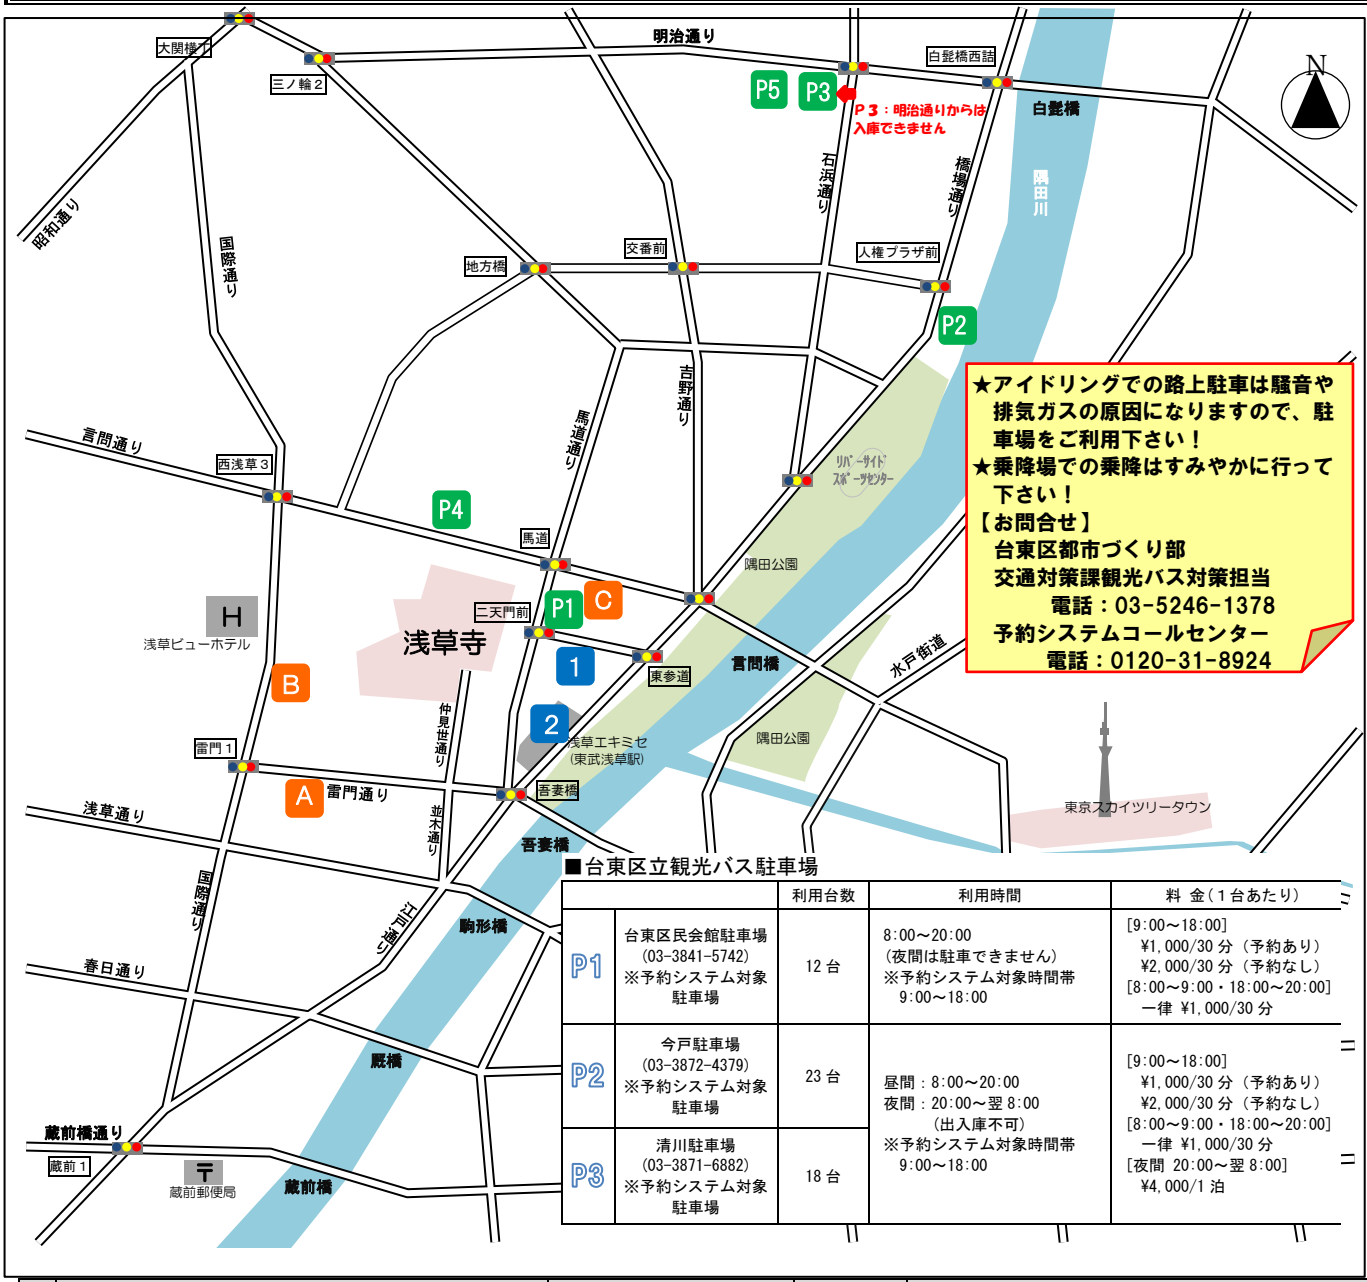 大関横丁
三ノ輪2
明治通り
白髭橋西詰
N
P5
P3
P3：明治通りからは
入庫できません
白髭橋
隅田川
石浜通り
橋場通り
昭和通り
国際通り
地方橋
交番前
人権プラザ前
P2
吉野通り
馬道通り
言問通り
西浅草3
P4
馬道
リバーサイド
スポーツセンター
隅田公園
★アイドリングでの路上駐車は騒音や
排気ガスの原因になりますので、駐
車場をご利用下さい！
★乗降場での乗降はすみやかに行って
下さい！
【お問合せ】
台東区都市づくり部
交通対策課観光バス対策担当
電話：03-5246-1378
予約システムコールセンター
電話：0120-31-8924
H
浅草ビューホテル
浅草寺
二天門前
P1
C
1
東参道
言問橋
水戸街道
B
仲見世通り
2
浅草エキミセ
(東武浅草駅)
隅田公園
雷門1
A
雷門通り
吾妻橋
東京スカイツリータウン
浅草通り
並木通り
吾妻橋
国際通り
江戸通り
駒形橋
春日通り
厩橋
蔵前橋通り
蔵前1
〒
蔵前郵便局
蔵前橋
■台東区立観光バス駐車場
利用台数
利用時間
料 金(1台あたり)
P1
台東区民会館駐車場
(03-3841-5742)
※予約システム対象
駐車場
12 台
8:00～20:00
(夜間は駐車できません)
※予約システム対象時間帯
9:00～18:00
[9:00～18:00]
¥1,000/30 分（予約あり）
¥2,000/30 分（予約なし）
[8:00～9:00・18:00～20:00]
一律 ¥1,000/30 分
P2
今戸駐車場
(03-3872-4379)
※予約システム対象
駐車場
23 台
昼間：8:00～20:00
夜間：20:00～翌 8:00
（出入庫不可）
※予約システム対象時間帯
9:00～18:00
[9:00～18:00]
¥1,000/30 分（予約あり）
¥2,000/30 分（予約なし）
[8:00～9:00・18:00～20:00]
一律 ¥1,000/30 分
[夜間 20:00～翌 8:00]
¥4,000/1 泊
P3
清川駐車場
(03-3871-6882)
※予約システム対象
駐車場
18 台